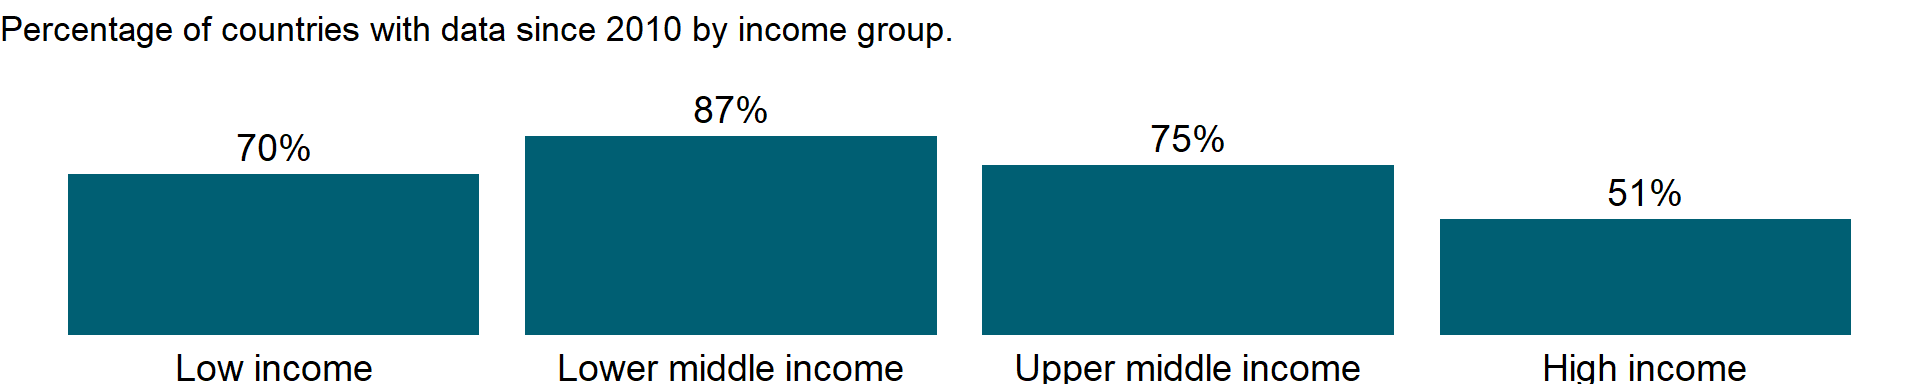 Percentage of countries with data since 2010 by income group.
87%
75%
70%
51%
Low income
Lower middle income
Upper middle income
High income